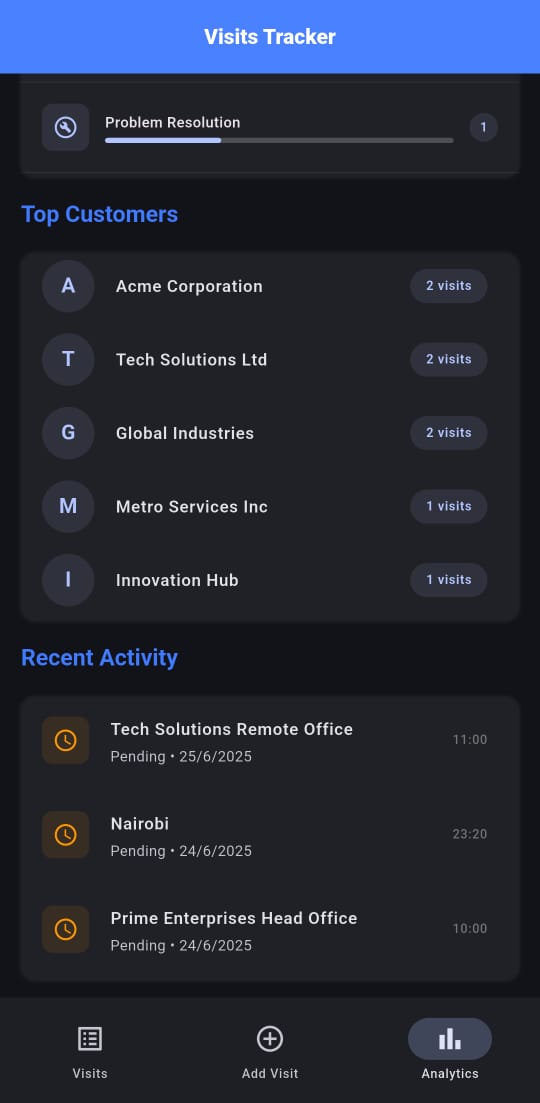 Visits Tracker
Problem Resolution
1
Top Customers
A
Acme Corporation
2 visits
T
Tech Solutions Ltd
2 visits
G
Global Industries
2 visits
M
Metro Services Inc
1 visits
I
Innovation Hub
1 visits
Recent Activity
Tech Solutions Remote Office
11:00
Pending • 25/6/2025
Nairobi
23:20
Pending • 24/6/2025
Prime Enterprises Head Office
10:00
Pending • 24/6/2025
Visits
Add Visit
Analytics